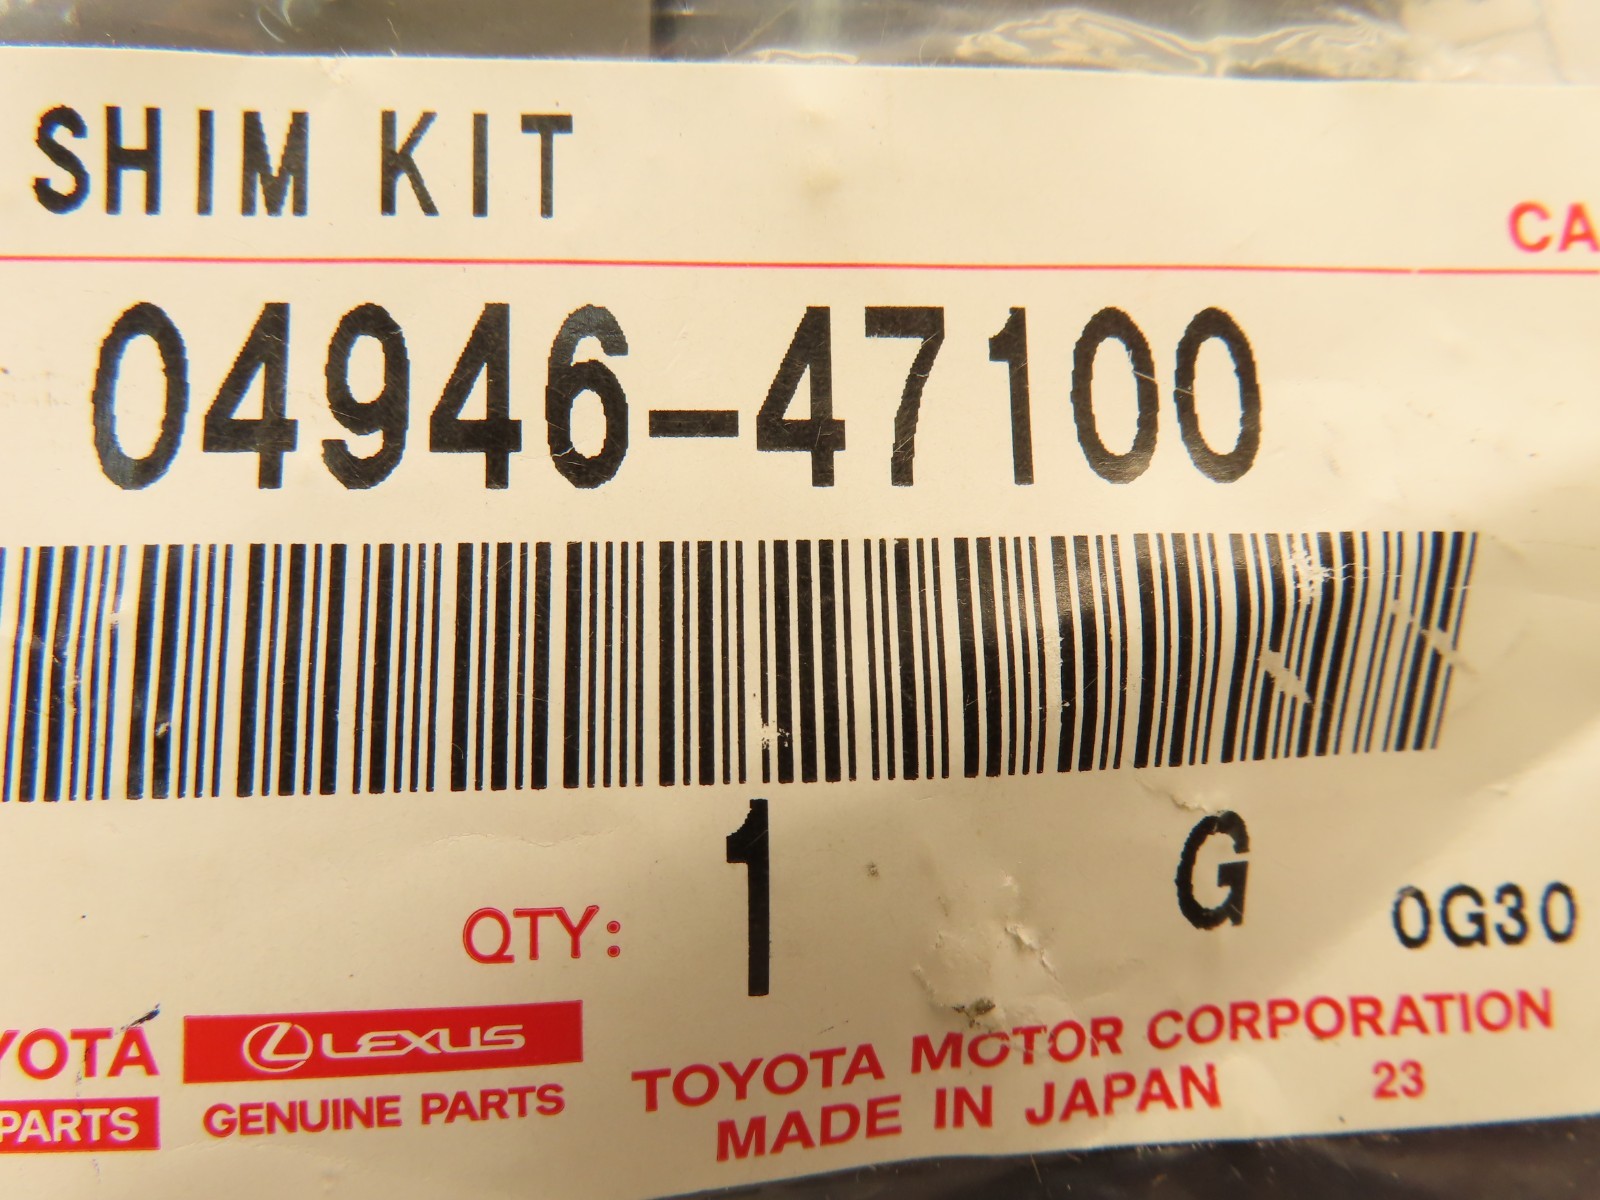 SHIM KIT
CA
04946-47100
QTY: 1 G 0G30
YOTA LEXUS TOYOTA MOTOR CORPORATION
PARTS GENUINE PARTS MADE IN JAPAN 23